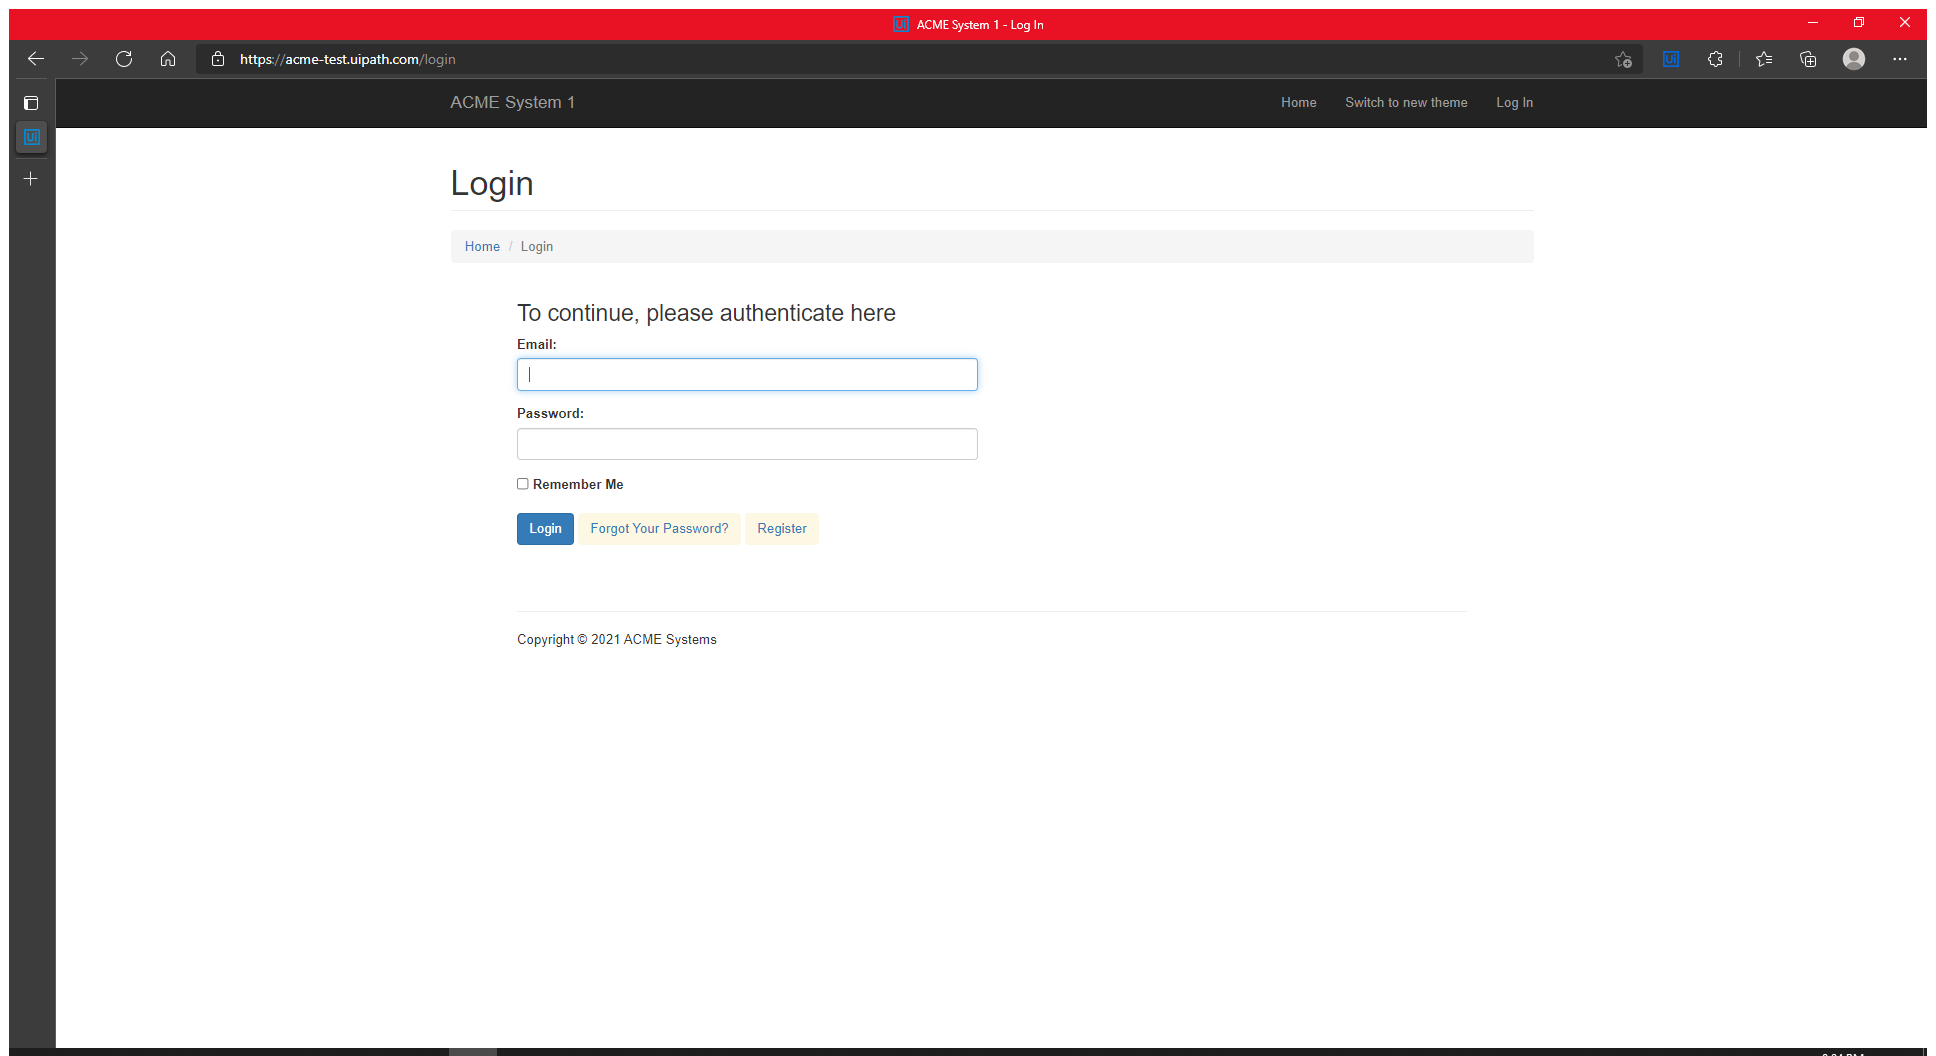 ACME System 1 - Log In
https://acme-test.uipath.com/login
Ui
ACME System 1
Home Switch to new theme Log In
Ui
Login
Home / Login
To continue, please authenticate here
Email:
Password:
Remember Me
Login Forgot Your Password? Register
Copyright © 2021 ACME Systems